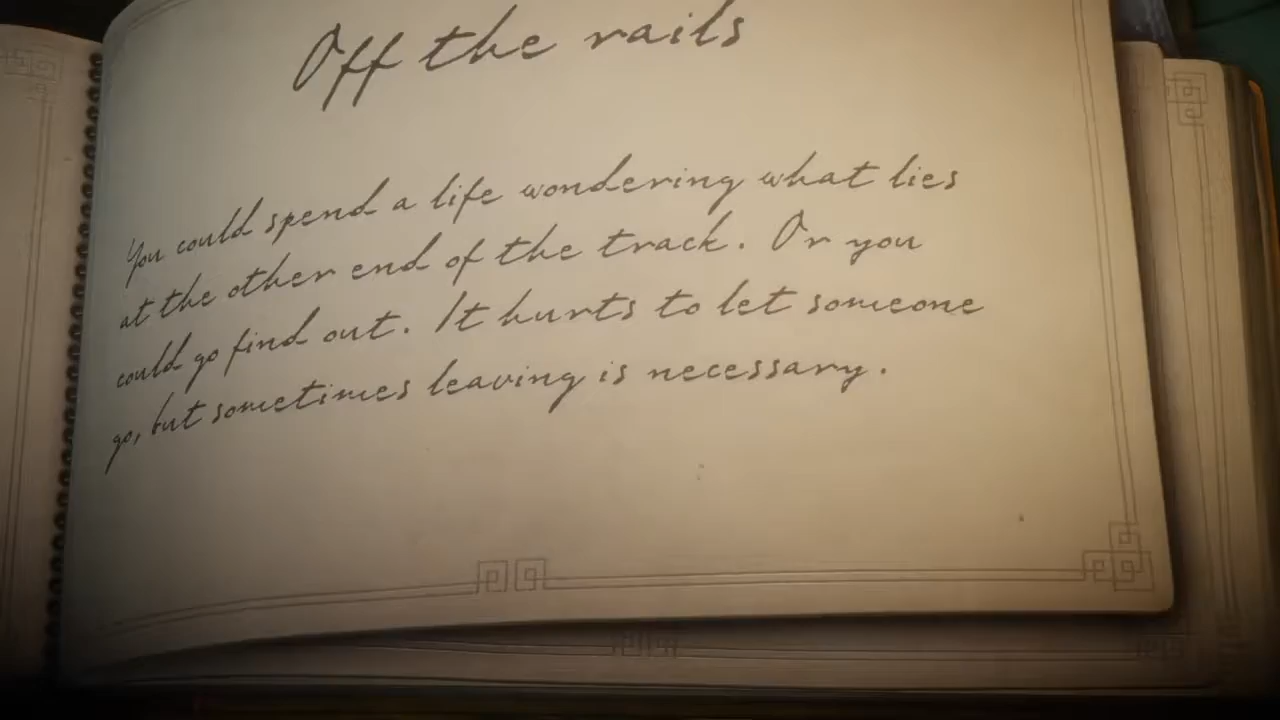 Off the rails
You could spend a life wondering what lies
at the other end of the track. Or you
could go find out. It hurts to let someone
go, but sometimes leaving is necessary.